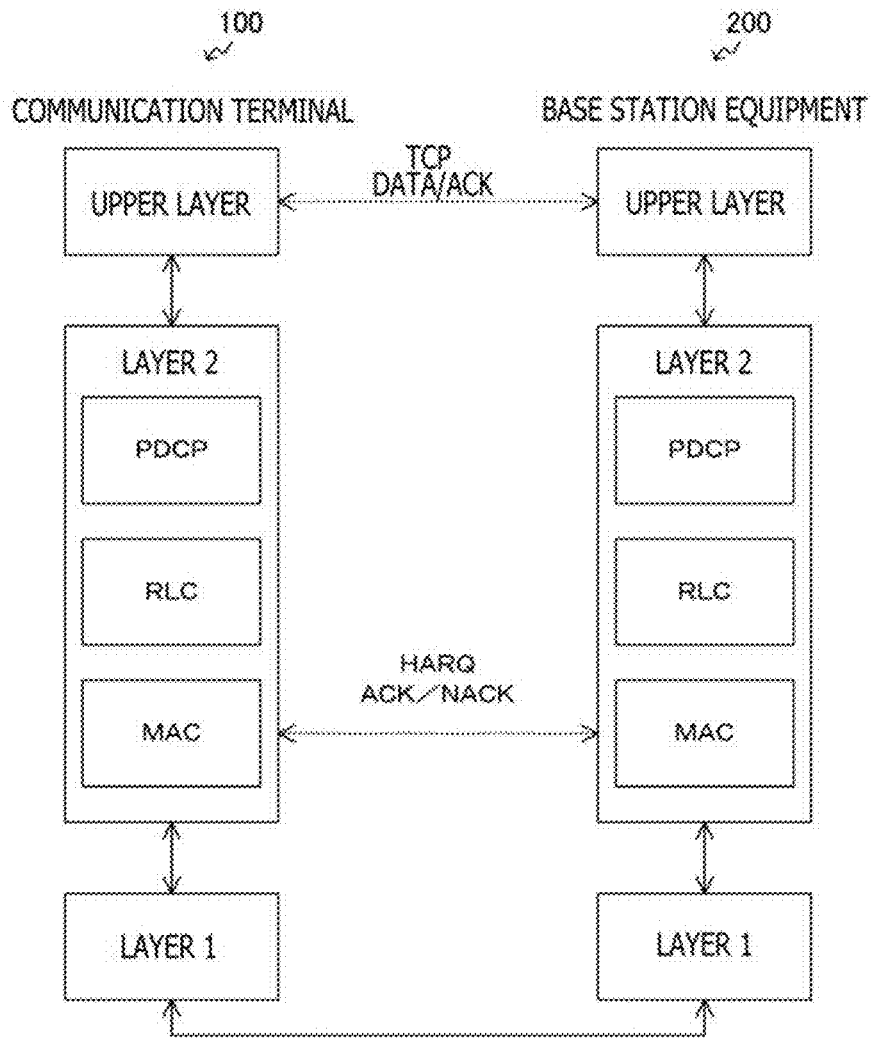 100
200
COMMUNICATION TERMINAL
BASE STATION EQUIPMENT
UPPER LAYER
TCP
DATA/ACK
UPPER LAYER
LAYER 2
LAYER 2
PDCP
PDCP
RLC
RLC
HARQ
ACK/NACK
MAC
MAC
LAYER 1
LAYER 1